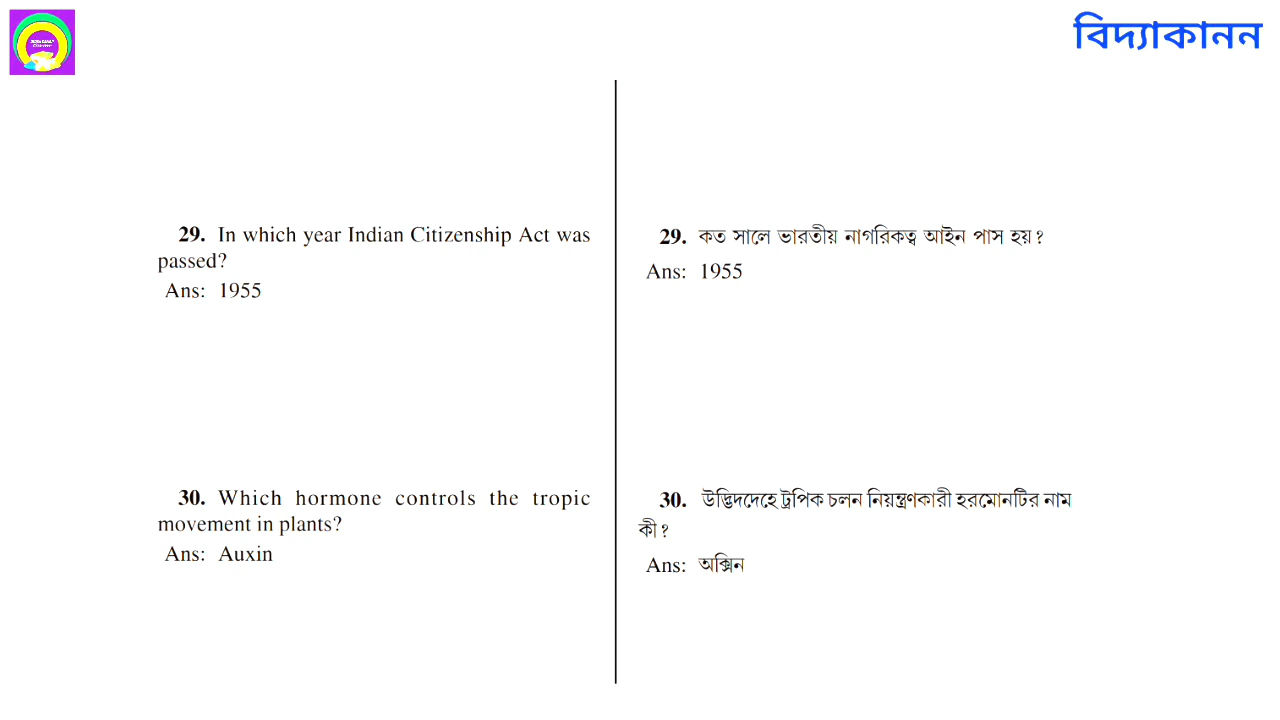 বিদ্যাকানন
29. In which year Indian Citizenship Act was
passed?
Ans: 1955
30. Which hormone controls the tropic
movement in plants?
Ans: Auxin
29. কত সালে ভারতীয় নাগরিকত্ব আইন পাস হয়?
Ans: 1955
30. উদ্ভিদদেহে ট্রপিক চলন নিয়ন্ত্রণকারী হরমোনটির নাম
কী?
Ans: অক্সিন